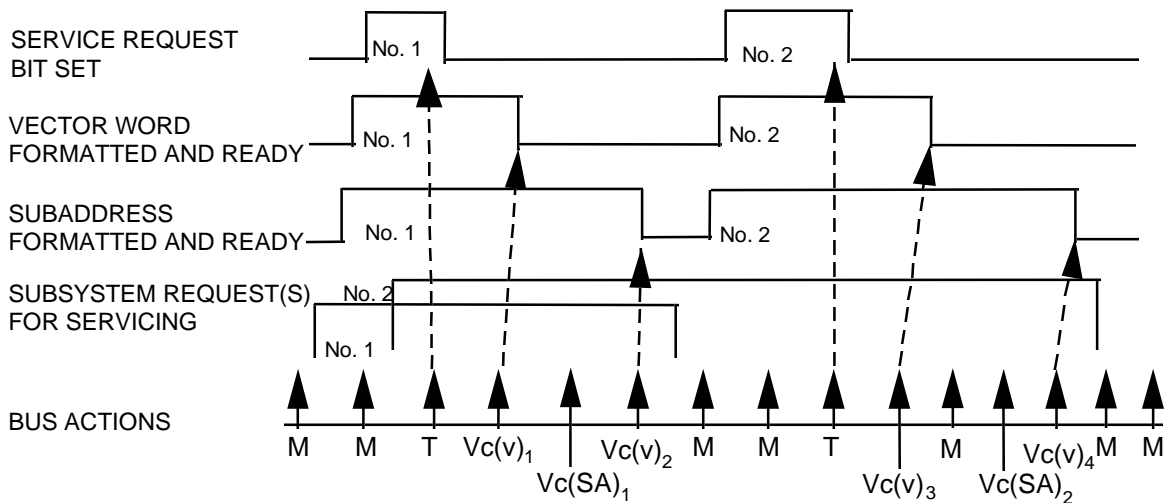 SERVICE REQUEST
BIT SET
No. 1
No. 2
VECTOR WORD
FORMATTED AND READY
No. 1
No. 2
SUBADDRESS
FORMATTED AND READY
No. 1
No. 2
SUBSYSTEM REQUEST(S)
FOR SERVICING
No. 2
No. 1
BUS ACTIONS
M M T Vc(v)1 Vc(SA)1 Vc(v)2 M M T Vc(v)3 M Vc(SA)2 Vc(v)4 M M